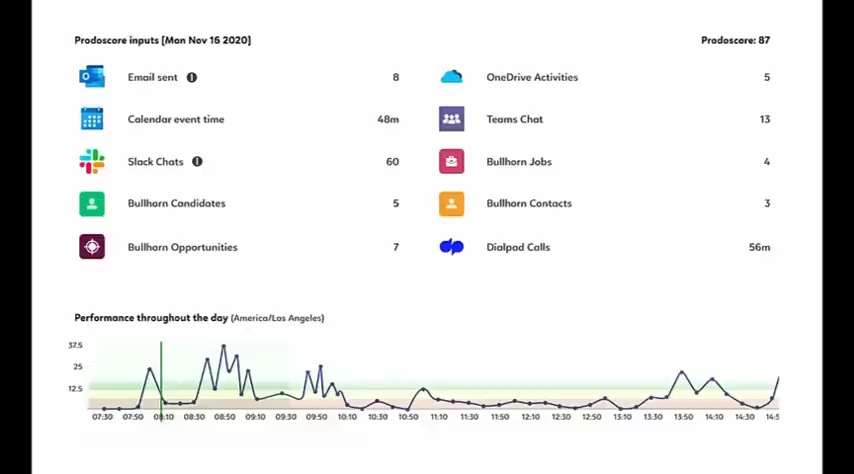 Prodoscore inputs [Mon Nov 16 2020] Prodoscore: 87
Email sent 8 OneDrive Activities 5
Calendar event time 48m Teams Chat 13
Slack Chats 60 Bullhorn Jobs 4
Bullhorn Candidates 5 Bullhorn Contacts 3
Bullhorn Opportunities 7 Dialpad Calls 56m
Performance throughout the day (America/Los Angeles)
37.5
25
12.5
07:30 07:50 08:10 08:30 08:50 09:10 09:30 09:50 10:10 10:30 10:50 11:10 11:30 11:50 12:10 12:30 12:50 13:10 13:30 13:50 14:10 14:30